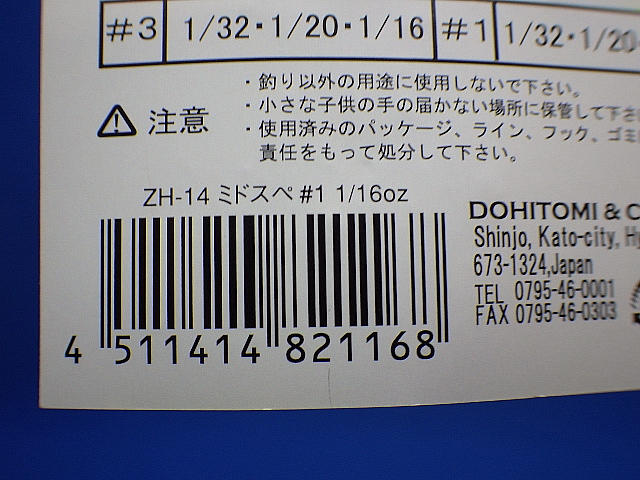 #3 1/32・1/20・1/16 #1 1/32・1/20
・釣り以外の用途に使用しないで下さい。
・小さな子供の手の届かない場所に保管して下さ
⚠ 注意
・使用済みのパッケージ、ライン、フック、ゴミ
責任をもって処分して下さい。
ZH-14 ミドスペ #1 1/16oz
4 511414 821168
DOHITOMI & C
Shinjo, Kato-city, Hy
673-1324,Japan
TEL 0795-46-0001
FAX 0795-46-0303